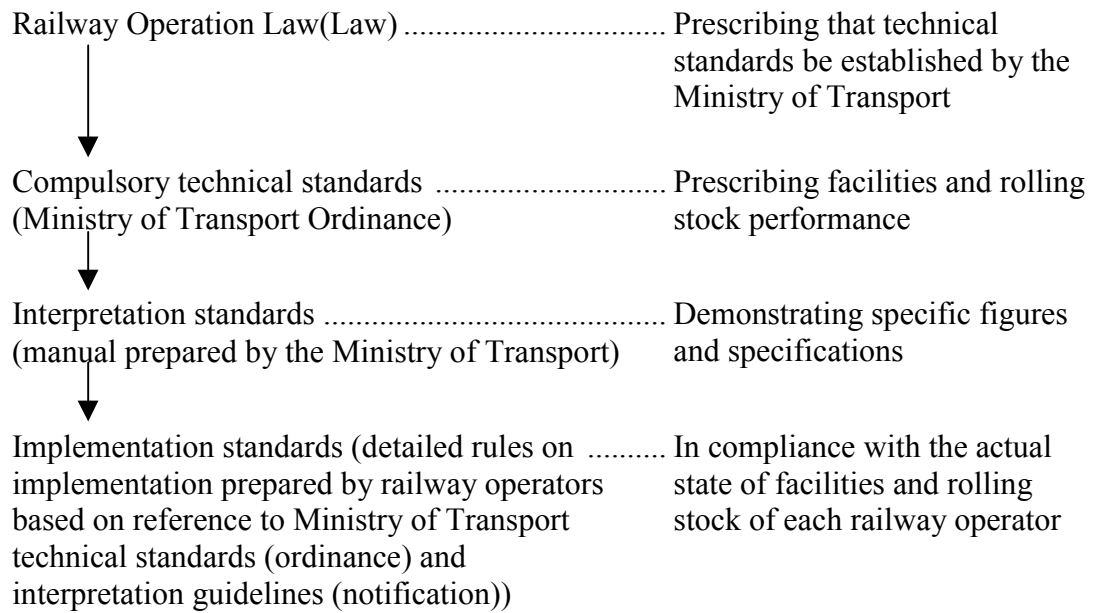 Railway Operation Law(Law) ................................. Prescribing that technical
standards be established by the
Ministry of Transport
Compulsory technical standards ............................. Prescribing facilities and rolling
(Ministry of Transport Ordinance) stock performance
Interpretation standards ........................................... Demonstrating specific figures
(manual prepared by the Ministry of Transport) and specifications
Implementation standards (detailed rules on .......... In compliance with the actual
implementation prepared by railway operators state of facilities and rolling
based on reference to Ministry of Transport stock of each railway operator
technical standards (ordinance) and
interpretation guidelines (notification))